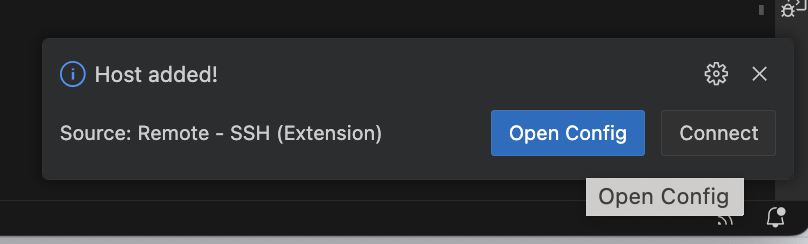 Host added!
Source: Remote - SSH (Extension)
Open Config
Connect
Open Config